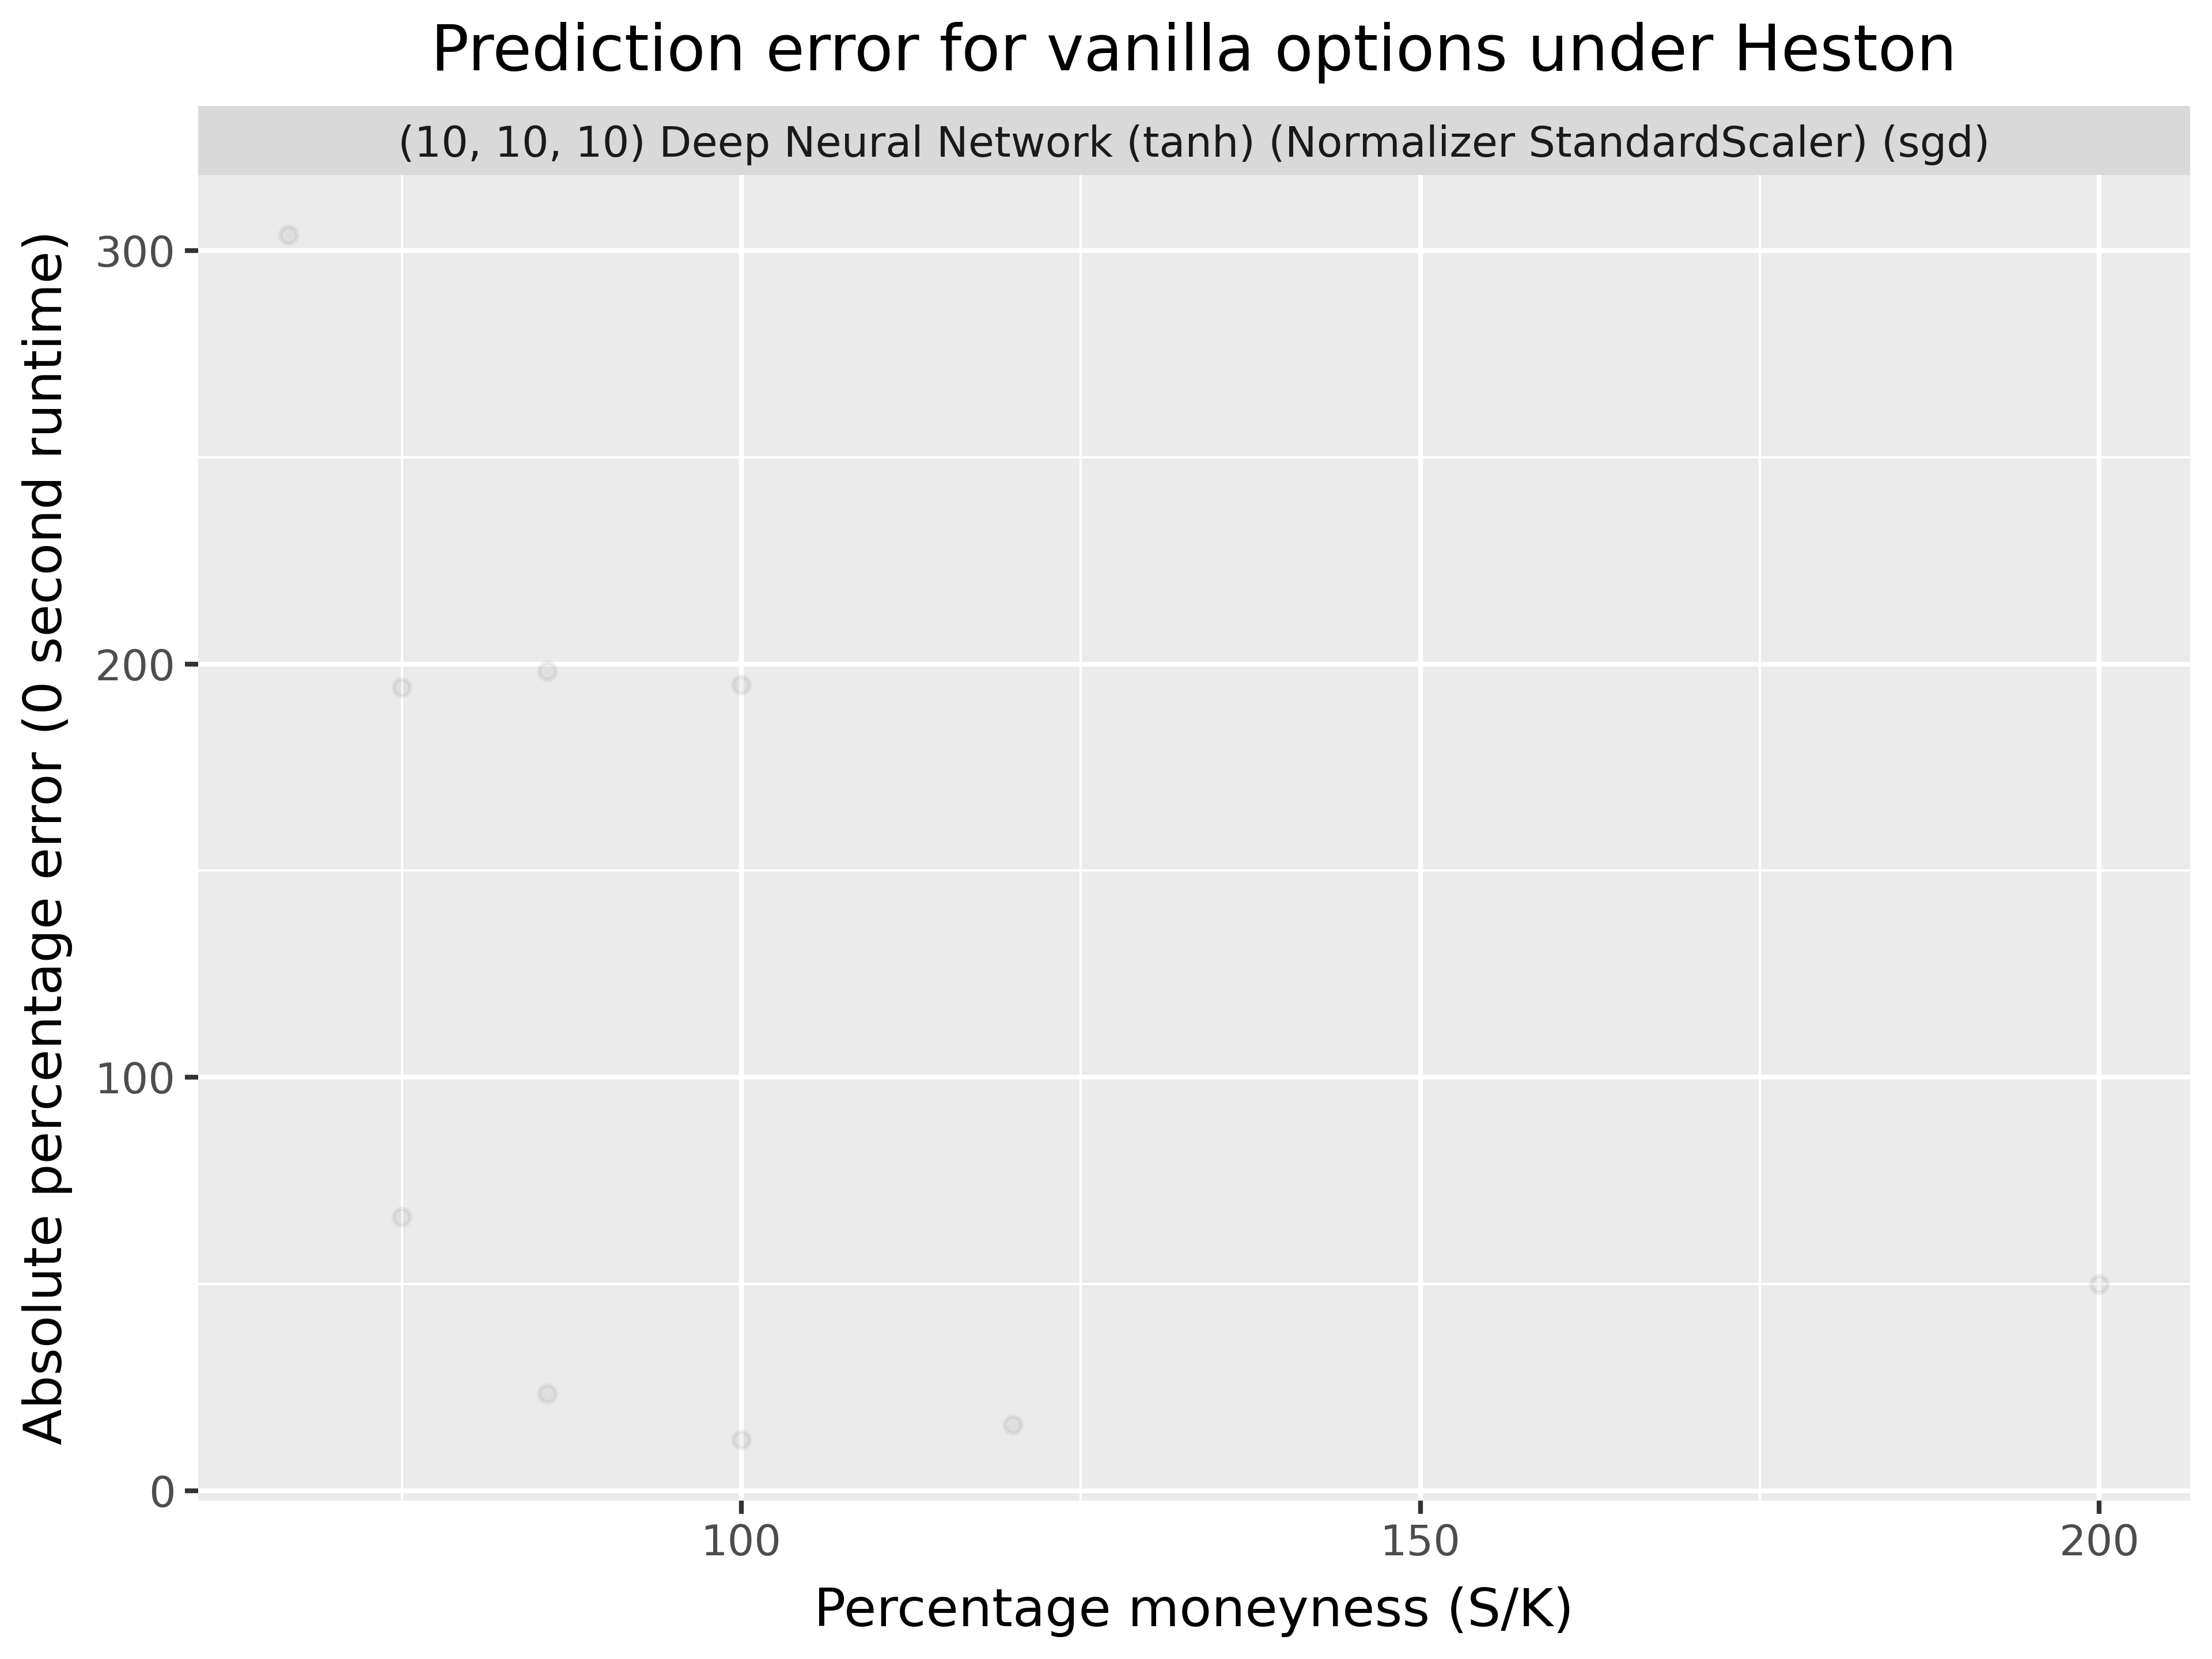 Prediction error for vanilla options under Heston
(10, 10, 10) Deep Neural Network (tanh) (Normalizer StandardScaler) (sgd)
Absolute percentage error (0 second runtime)
300
200
100
0
100
150
200
Percentage moneyness (S/K)